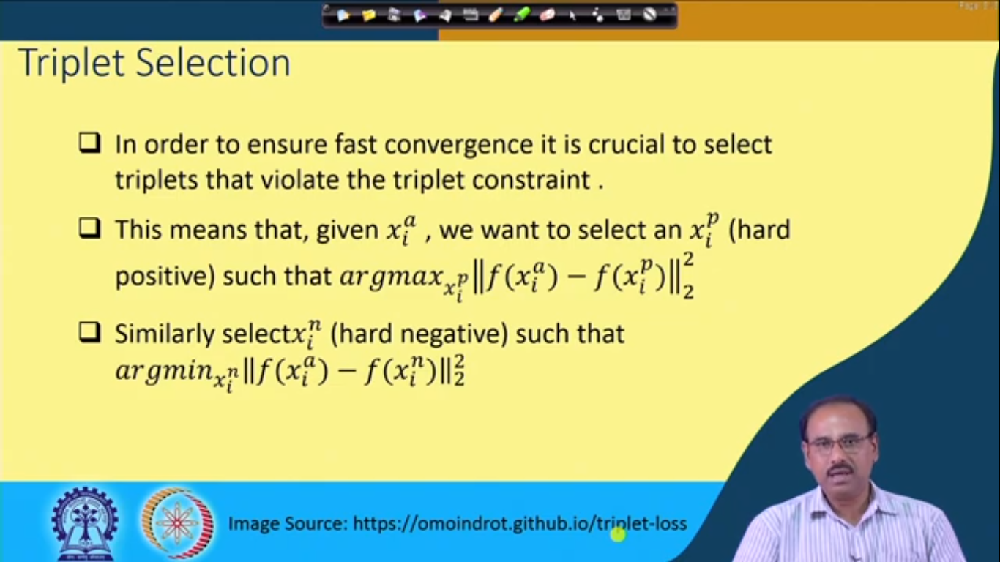 Triplet Selection
❑ In order to ensure fast convergence it is crucial to select
triplets that violate the triplet constraint .
❑ This means that, given $x_i^a$ , we want to select an $x_i^p$ (hard
positive) such that $argmax_{x_i^p} \|f(x_i^a) - f(x_i^p)\|_2^2$
❑ Similarly select$x_i^n$ (hard negative) such that
$argmin_{x_i^n} \|f(x_i^a) - f(x_i^n)\|_2^2$
Image Source: https://omoindrot.github.io/triplet-loss